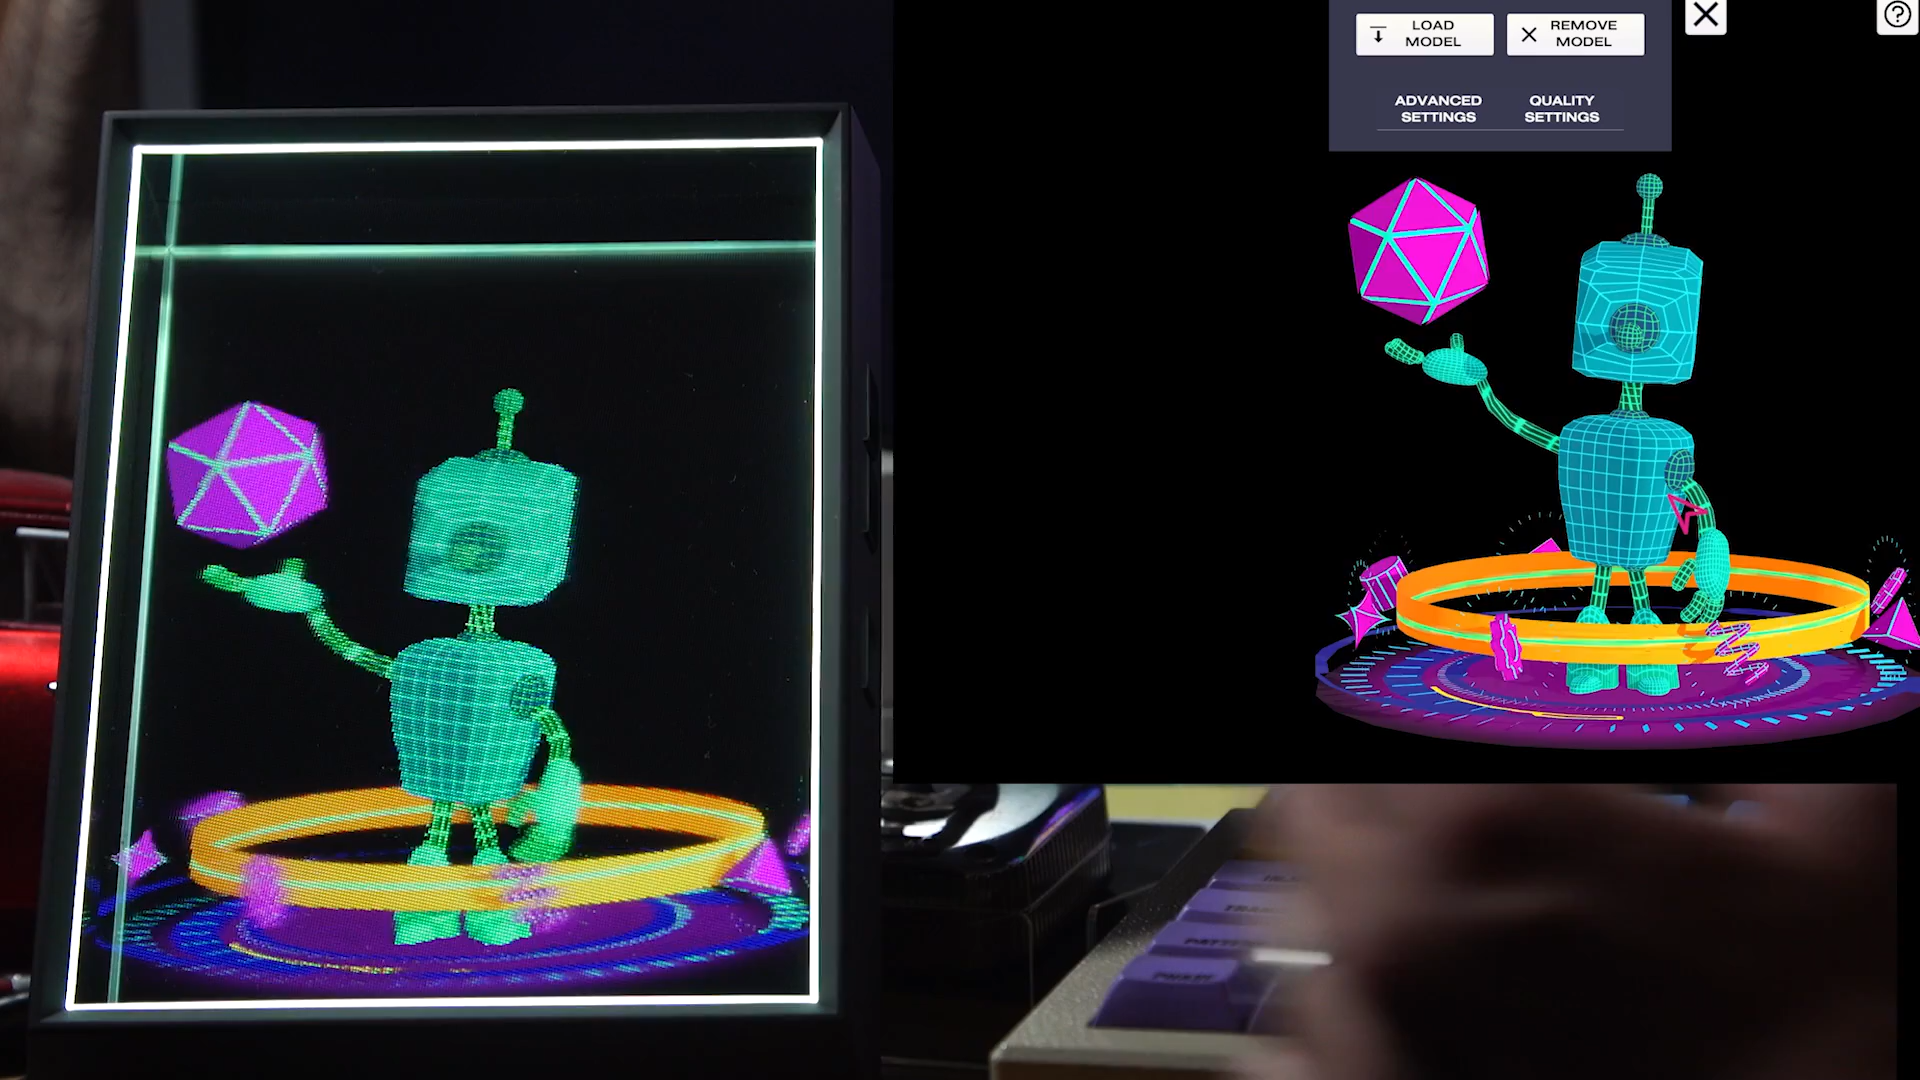 LOAD
MODEL
REMOVE
MODEL
ADVANCED
SETTINGS
QUALITY
SETTINGS
?